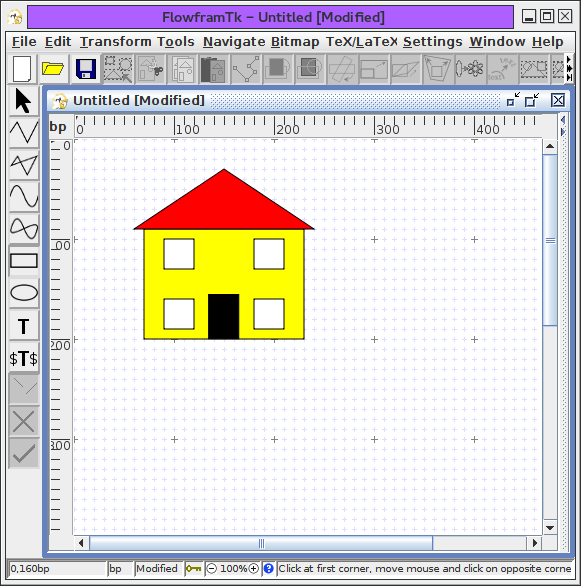 FlowframTk – Untitled [Modified]
File Edit Transform Tools Navigate Bitmap TeX/LaTeX Settings Window Help
Untitled [Modified]
bp 0 100 200 300 400
0
100
200
300
T
$T$
0,160bp bp Modified 100% Click at first corner, move mouse and click on opposite corne